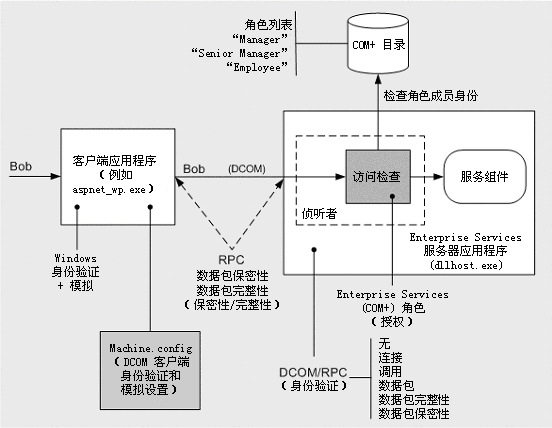 角色列表
“Manager”
“Senior Manager”
“Employee”
COM+ 目录
检查角色成员身份
Bob
客户端应用程序
（例如
aspnet_wp.exe）
Bob
(DCOM)
访问检查
服务组件
侦听者
RPC
数据包保密性
数据包完整性
（保密性/完整性）
Enterprise Services
服务器应用程序
(dllhost.exe)
Windows
身份验证
+ 模拟
Enterprise Services
(COM+) 角色
（授权）
Machine.config
（DCOM 客户端
身份验证和
模拟设置）
DCOM/RPC
（身份验证）
无
连接
调用
数据包
数据包完整性
数据包保密性